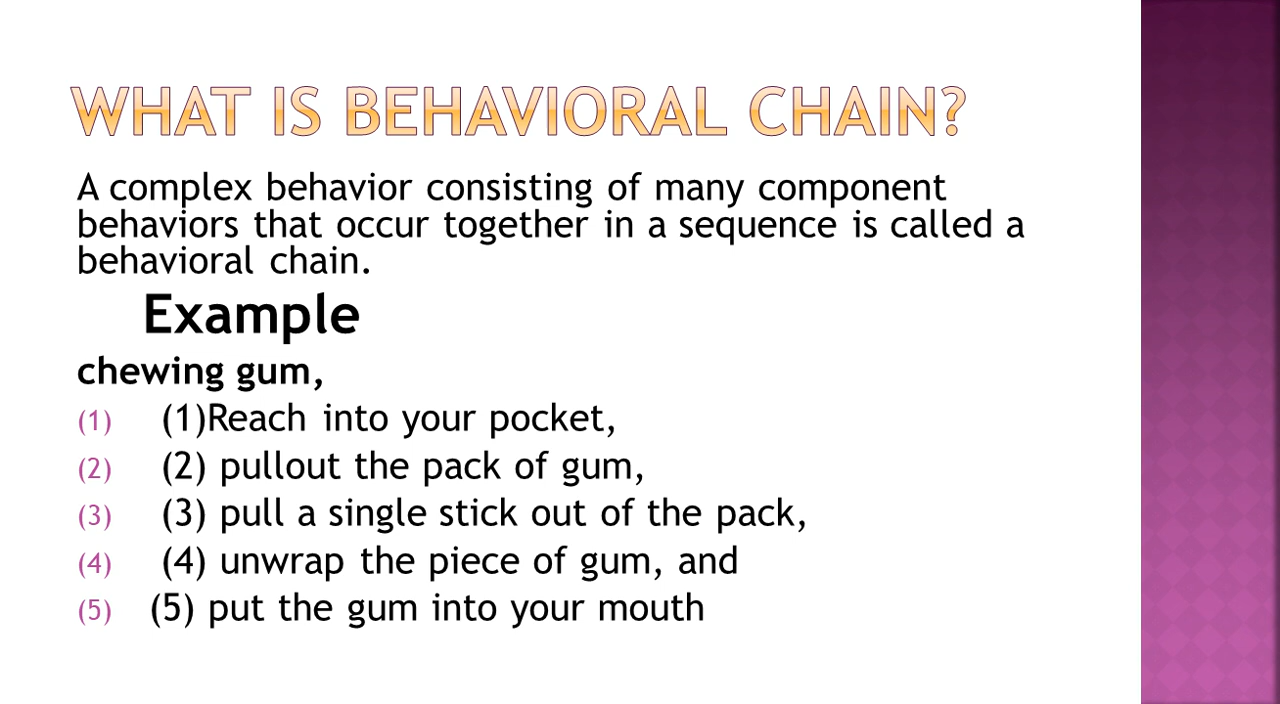 WHAT IS BEHAVIORAL CHAIN?
A complex behavior consisting of many component
behaviors that occur together in a sequence is called a
behavioral chain.
Example
chewing gum,
(1) (1)Reach into your pocket,
(2) (2) pullout the pack of gum,
(3) (3) pull a single stick out of the pack,
(4) (4) unwrap the piece of gum, and
(5) (5) put the gum into your mouth